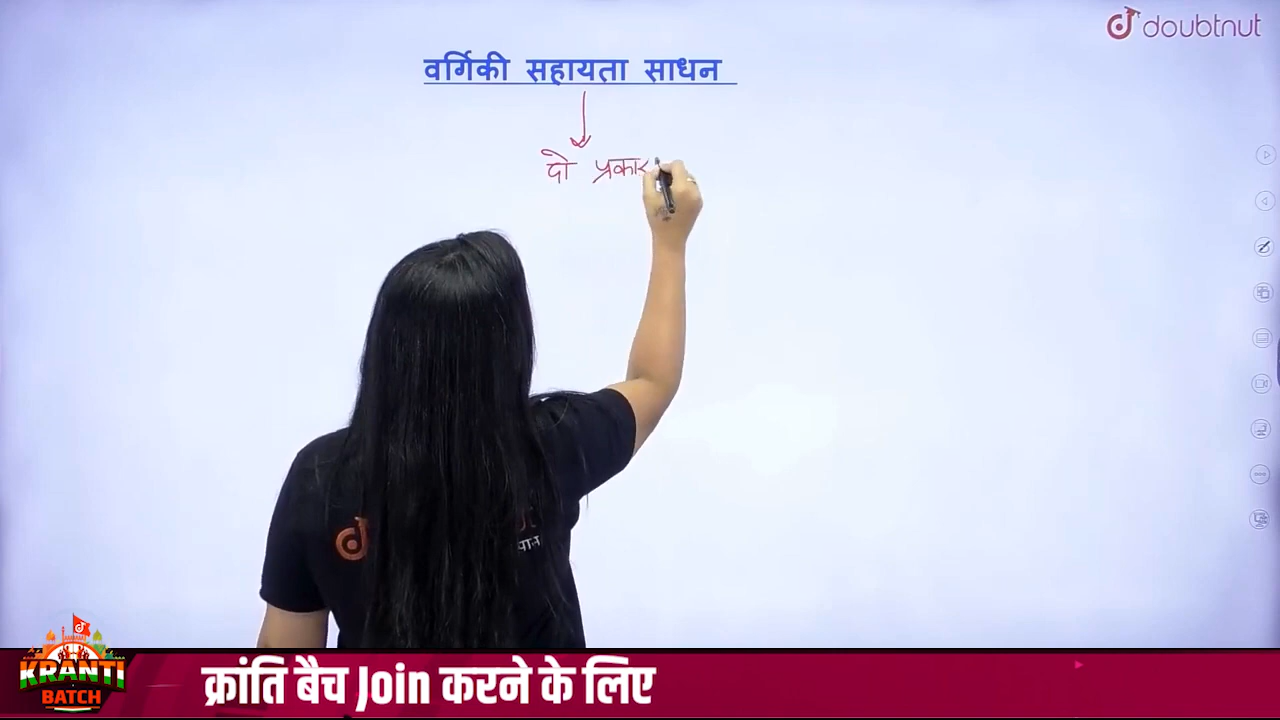 doubtnut
वर्गिकी सहायता साधन
दो प्रकार
KRANTI
BATCH
क्रांति बैच Join करने के लिए